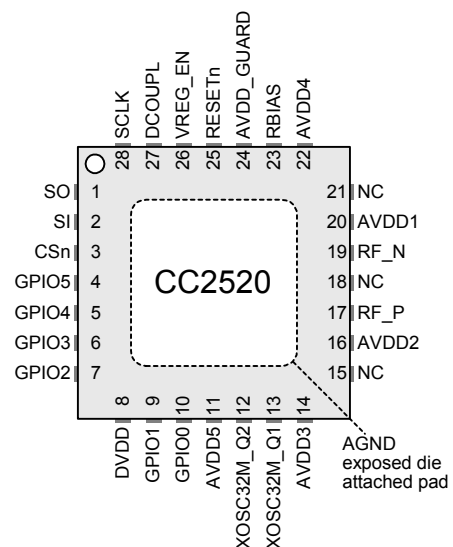 SCLK
DCOUPL
VREG_EN
RESETn
AVDD_GUARD
RBIAS
AVDD4
28
27
26
25
24
23
22
SO 1
SI 2
CSn 3
GPIO5 4
GPIO4 5
GPIO3 6
GPIO2 7
CC2520
21 NC
20 AVDD1
19 RF_N
18 NC
17 RF_P
16 AVDD2
15 NC
8
9
10
11
12
13
14
DVDD
GPIO1
GPIO0
AVDD5
XOSC32M_Q2
XOSC32M_Q1
AVDD3
AGND
exposed die
attached pad